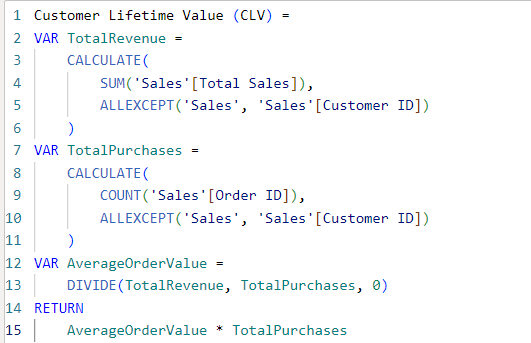 1 Customer Lifetime Value (CLV) =
2 VAR TotalRevenue =
3 CALCULATE(
4 SUM('Sales'[Total Sales]),
5 ALLEXCEPT('Sales', 'Sales'[Customer ID])
6 )
7 VAR TotalPurchases =
8 CALCULATE(
9 COUNT('Sales'[Order ID]),
10 ALLEXCEPT('Sales', 'Sales'[Customer ID])
11 )
12 VAR AverageOrderValue =
13 DIVIDE(TotalRevenue, TotalPurchases, 0)
14 RETURN
15 AverageOrderValue * TotalPurchases